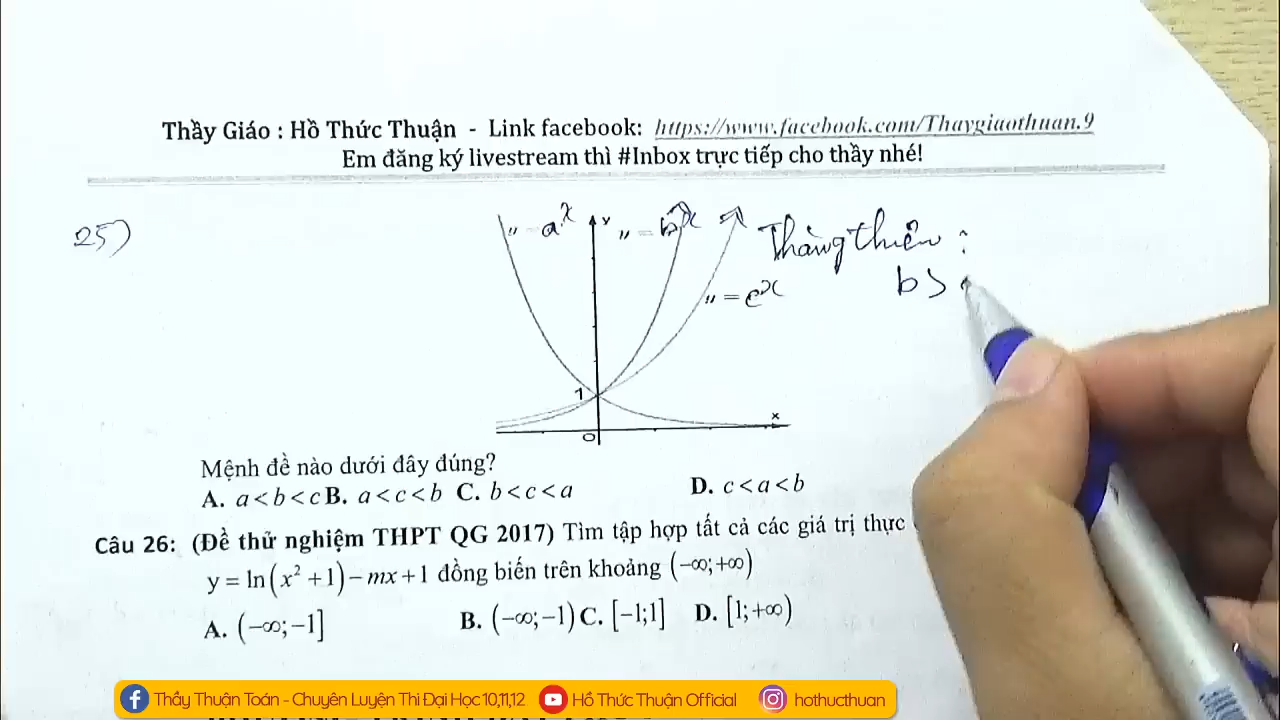 Thầy Giáo : Hồ Thức Thuận - Link facebook: https://www.facebook.com/Thaygiaothuan.9
Em đăng ký livestream thì #Inbox trực tiếp cho thầy nhé!
25)
y = a^x
y
y = b^x
Thằng thiên :
b >
y = c^x
1
x
O
Mệnh đề nào dưới đây đúng?
A. a < b < c B. a < c < b C. b < c < a D. c < a < b
Câu 26: (Đề thử nghiệm THPT QG 2017) Tìm tập hợp tất cả các giá trị thực
y = ln(x² + 1) − mx + 1 đồng biến trên khoảng (−∞; +∞)
A. (−∞; −1] B. (−∞; −1) C. [−1; 1] D. [1; +∞)
Thầy Thuận Toán - Chuyên Luyện Thi Đại Học 10,11,12 Hồ Thức Thuận Official hothucthuan